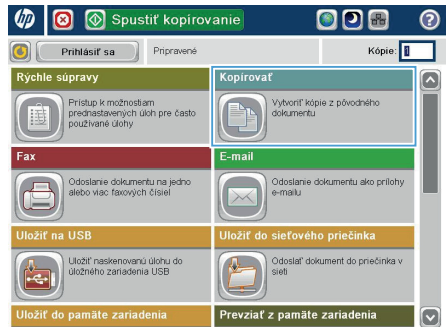 hp
Spustiť kopírovanie
?
Prihlásiť sa
Pripravené
Kópie: 1
Rýchle súpravy
Prístup k možnostiam
prednastavených úloh pre často
používané úlohy
Kopírovať
Vytvoriť kópie z pôvodného
dokumentu
Fax
Odoslanie dokumentu na jedno
alebo viac faxových čísiel
E-mail
Odoslanie dokumentu ako prílohy
e-mailu
Uložiť na USB
Uložiť naskenovanú úlohu do
úložného zariadenia USB
Uložiť do sieťového priečinka
Odoslať dokument do priečinka v
sieti
Uložiť do pamäte zariadenia
Prevziať z pamäte zariadenia